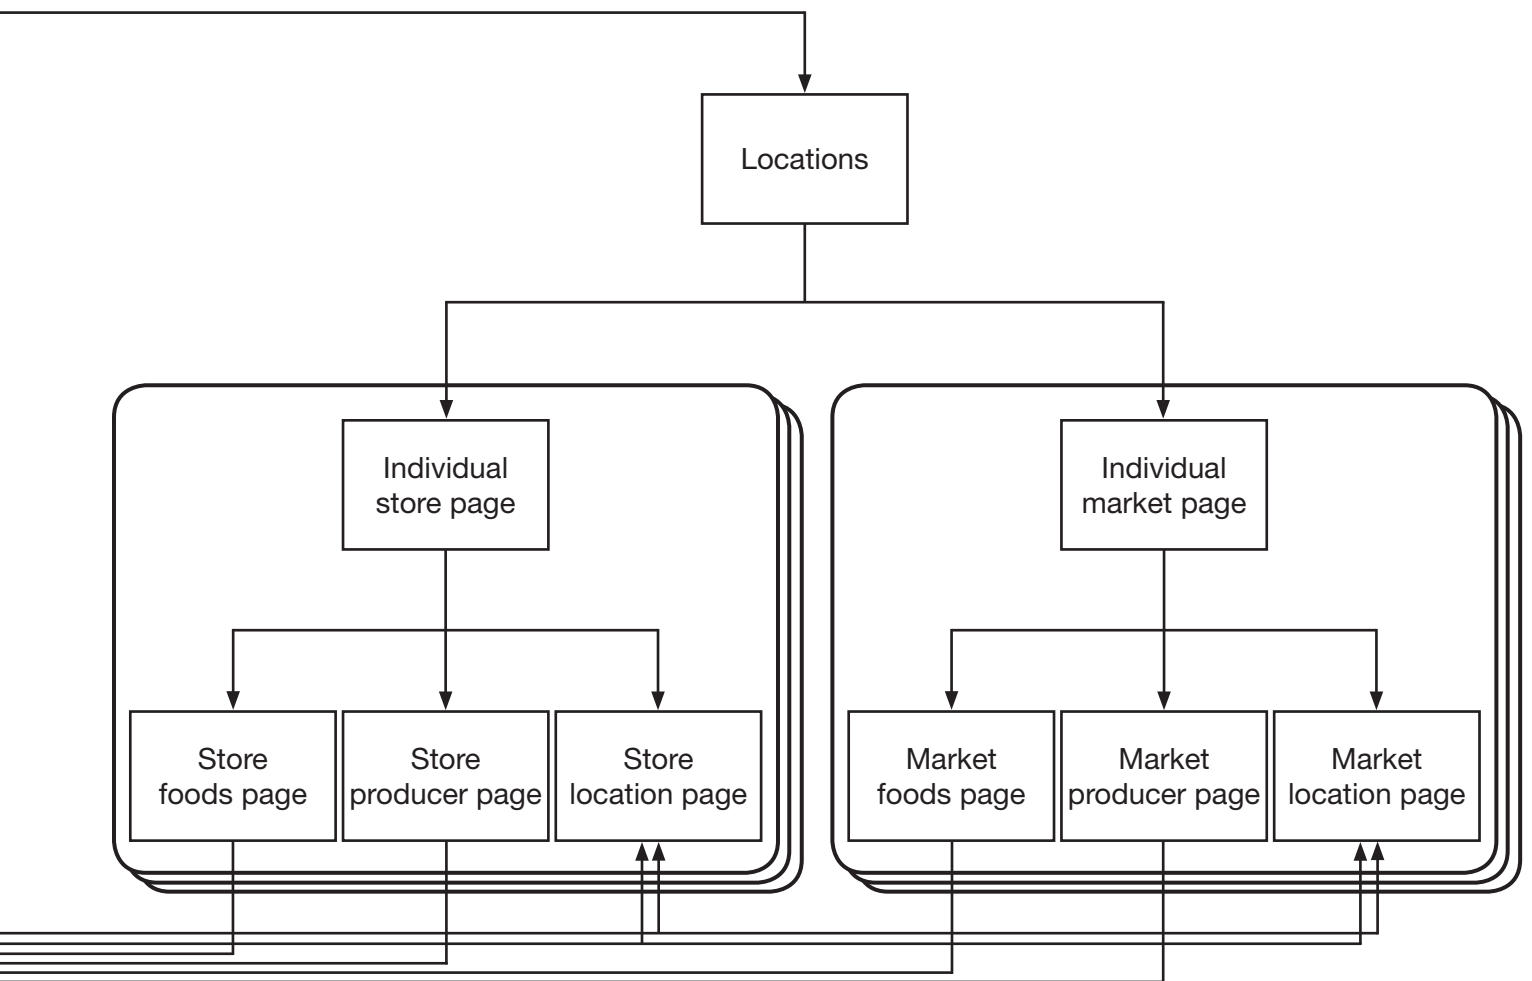 Locations
Individual
store page
Individual
market page
Store
foods page
Store
producer page
Store
location page
Market
foods page
Market
producer page
Market
location page